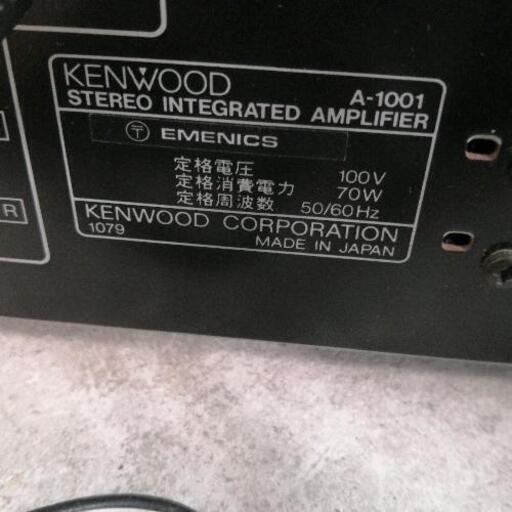 KENWOOD A-1001
STEREO INTEGRATED AMPLIFIER
〒 EMENICS
定格電圧 100V
定格消費電力 70W
定格周波数 50/60Hz
KENWOOD CORPORATION
1079 MADE IN JAPAN
R